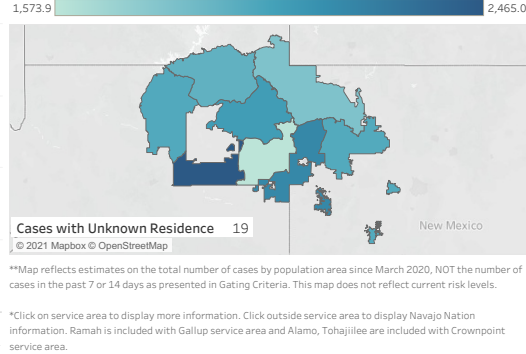 1,573.9 2,465.0
New Mexico
Cases with Unknown Residence 19
© 2021 Mapbox © OpenStreetMap
**Map reflects estimates on the total number of cases by population area since March 2020, NOT the number of
cases in the past 7 or 14 days as presented in Gating Criteria. This map does not reflect current risk levels.
*Click on service area to display more information. Click outside service area to display Navajo Nation
information. Ramah is included with Gallup service area and Alamo, Tohajiilee are included with Crownpoint
service area.